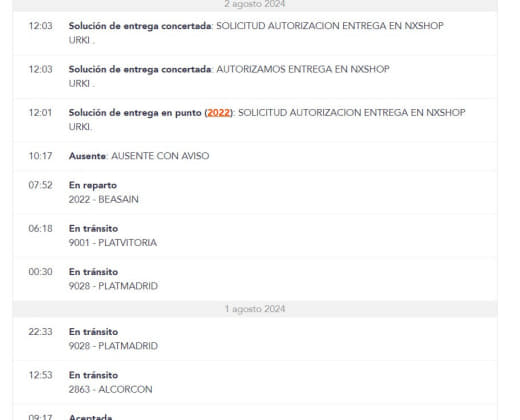 2 agosto 2024
12:03 Solución de entrega concertada: SOLICITUD AUTORIZACION ENTREGA EN NXSHOP
URKI .
12:03 Solución de entrega concertada: AUTORIZAMOS ENTREGA EN NXSHOP
URKI .
12:01 Solución de entrega en punto (2022): SOLICITUD AUTORIZACION ENTREGA EN NXSHOP
URKI.
10:17 Ausente: AUSENTE CON AVISO
07:52 En reparto
2022 - BEASAIN
06:18 En tránsito
9001 - PLATVITORIA
00:30 En tránsito
9028 - PLATMADRID
1 agosto 2024
22:33 En tránsito
9028 - PLATMADRID
12:53 En tránsito
2863 - ALCORCON
09:17 Aceptada